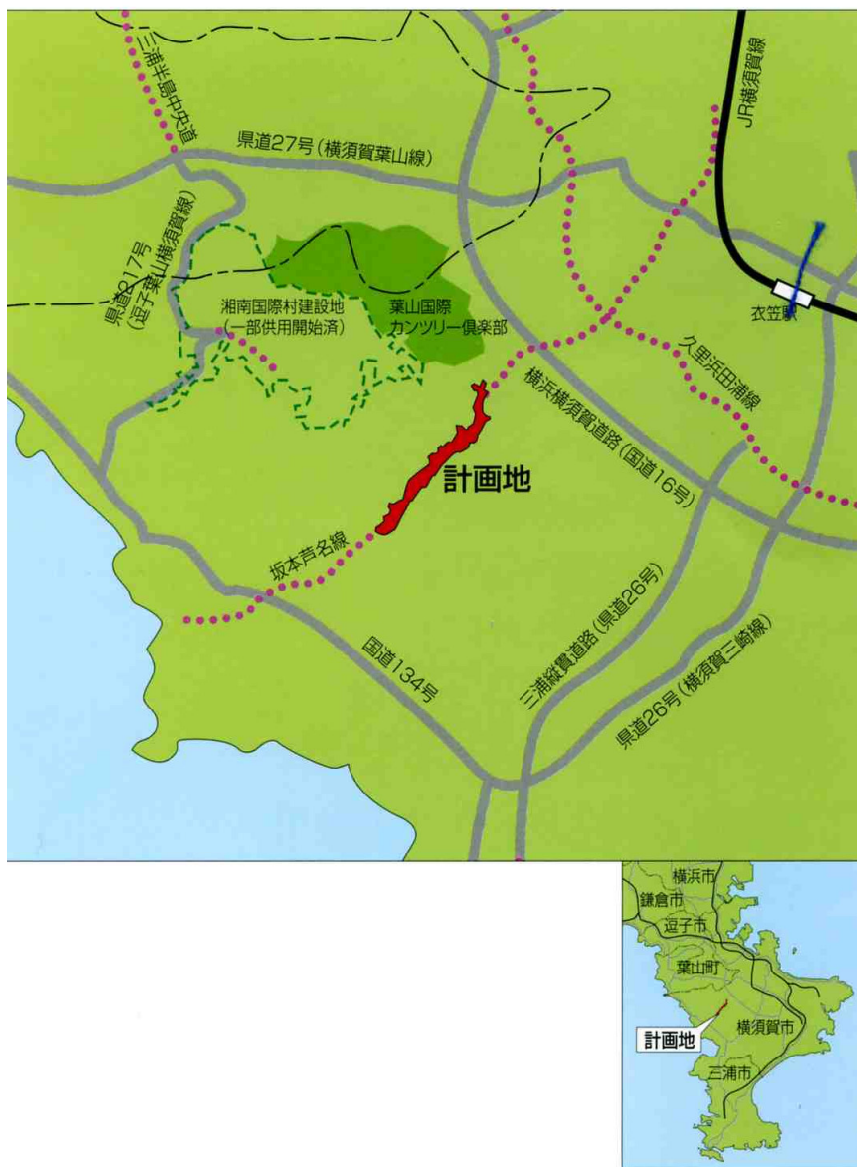 三浦半島中央道
JR横須賀線
県道27号(横須賀葉山線)
県道217号
(逗子葉山横須賀線)
湘南国際村建設地
(一部供用開始済)
葉山国際
カンツリー倶楽部
衣笠駅
久里浜田浦線
横浜横須賀道路(国道16号)
計画地
坂本芦名線
国道134号
三浦縦貫道路(県道26号)
県道26号(横須賀三崎線)
横浜市
鎌倉市
逗子市
葉山町
横須賀市
計画地
三浦市